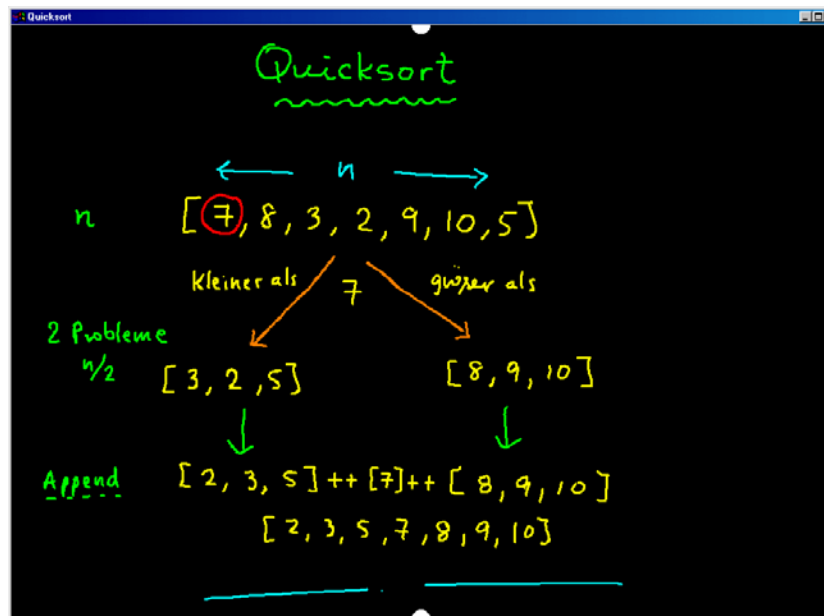 Quicksort
Quicksort
n
n [7, 8, 3, 2, 9, 10, 5]
kleiner als 7 größer als
2 Probleme
n/2 [3, 2, 5] [8, 9, 10]
Append [2, 3, 5] ++ [7] ++ [8, 9, 10]
[2, 3, 5, 7, 8, 9, 10]